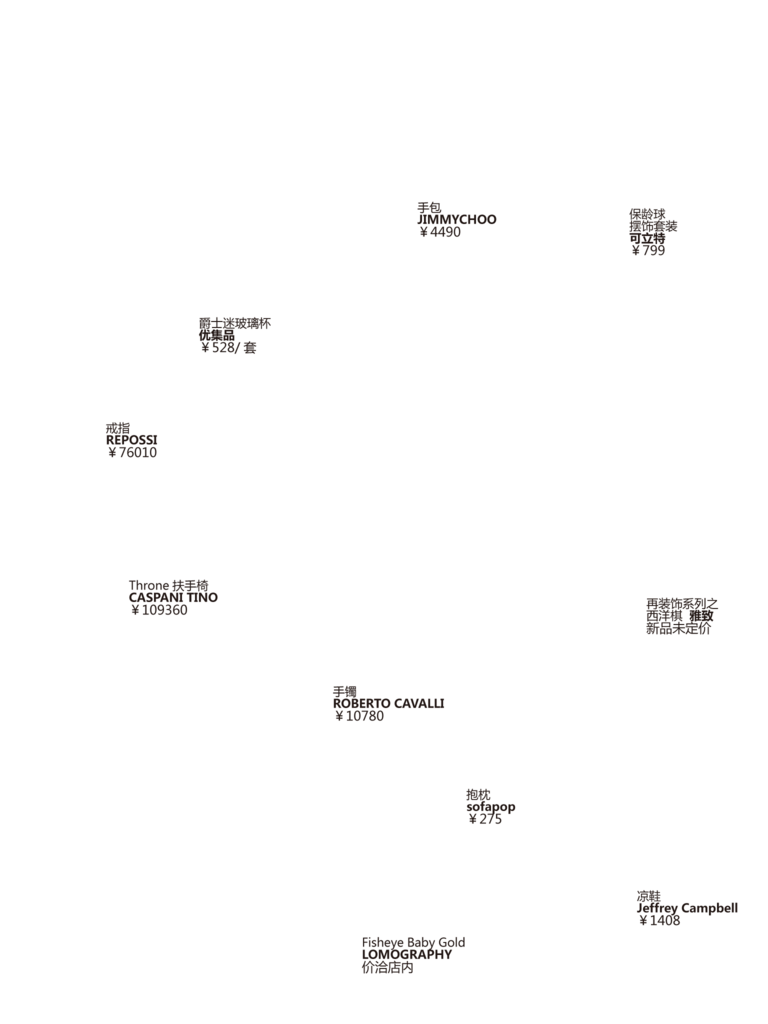 手包
JIMMYCHOO
￥4490
保龄球
摆饰套装
可立特
￥799
爵士迷玻璃杯
优集品
￥528/ 套
戒指
REPOSSI
￥76010
Throne 扶手椅
CASPANI TINO
￥109360
再装饰系列之
西洋棋 雅致
新品未定价
手镯
ROBERTO CAVALLI
￥10780
抱枕
sofapop
￥275
凉鞋
Jeffrey Campbell
￥1408
Fisheye Baby Gold
LOMOGRAPHY
价洽店内